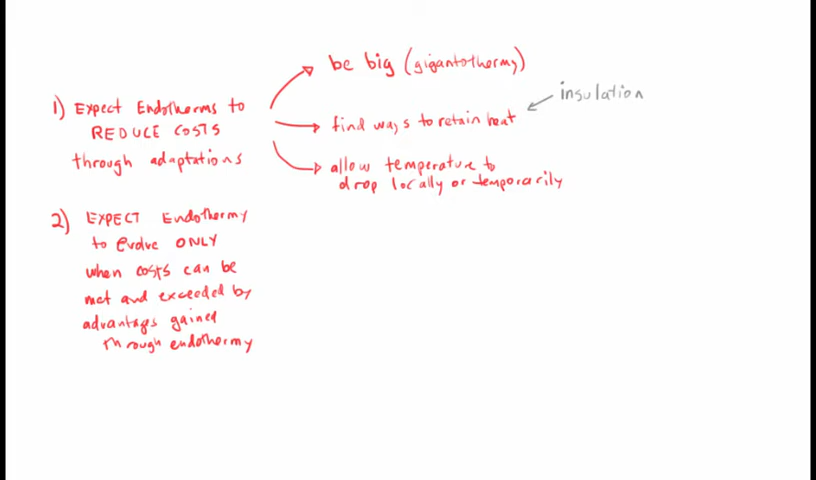 be big (gigantothermy)
insulation
1) Expect Endotherms to
REDUCE COSTS
through adaptations
find ways to retain heat
allow temperature to
drop locally or temporarily
2) EXPECT Endothermy
to evolve ONLY
when costs can be
met and exceeded by
advantages gained
through endothermy